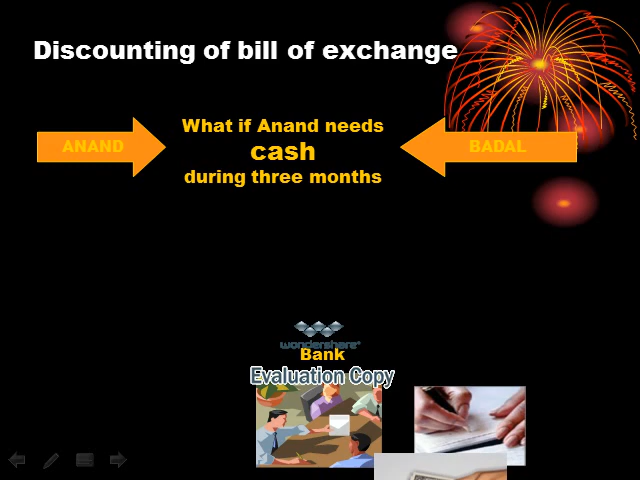 Discounting of bill of exchange
ANAND
What if Anand needs
cash
during three months
BADAL
wondershare
Bank
Evaluation Copy